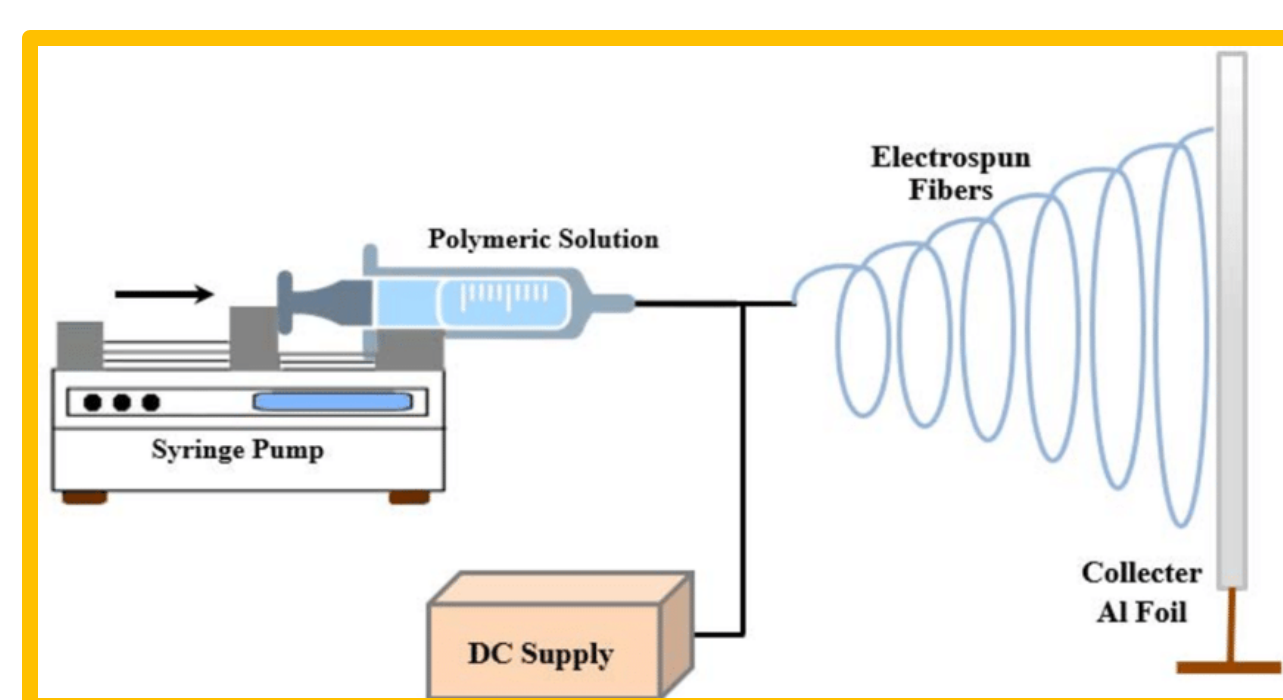 Electrospun
Fibers
Polymeric Solution
Syringe Pump
Collecter
Al Foil
DC Supply